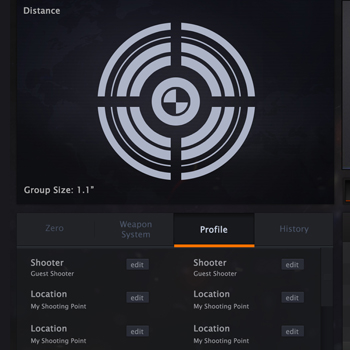 Distance
Group Size: 1.1"
Zero
Weapon
System
Profile
History
Shooter
edit
Guest Shooter
Shooter
edit
Guest Shooter
Location
edit
My Shooting Point
Location
edit
My Shooting Point
Location
edit
My Shooting Point
Location
edit
My Shooting Point